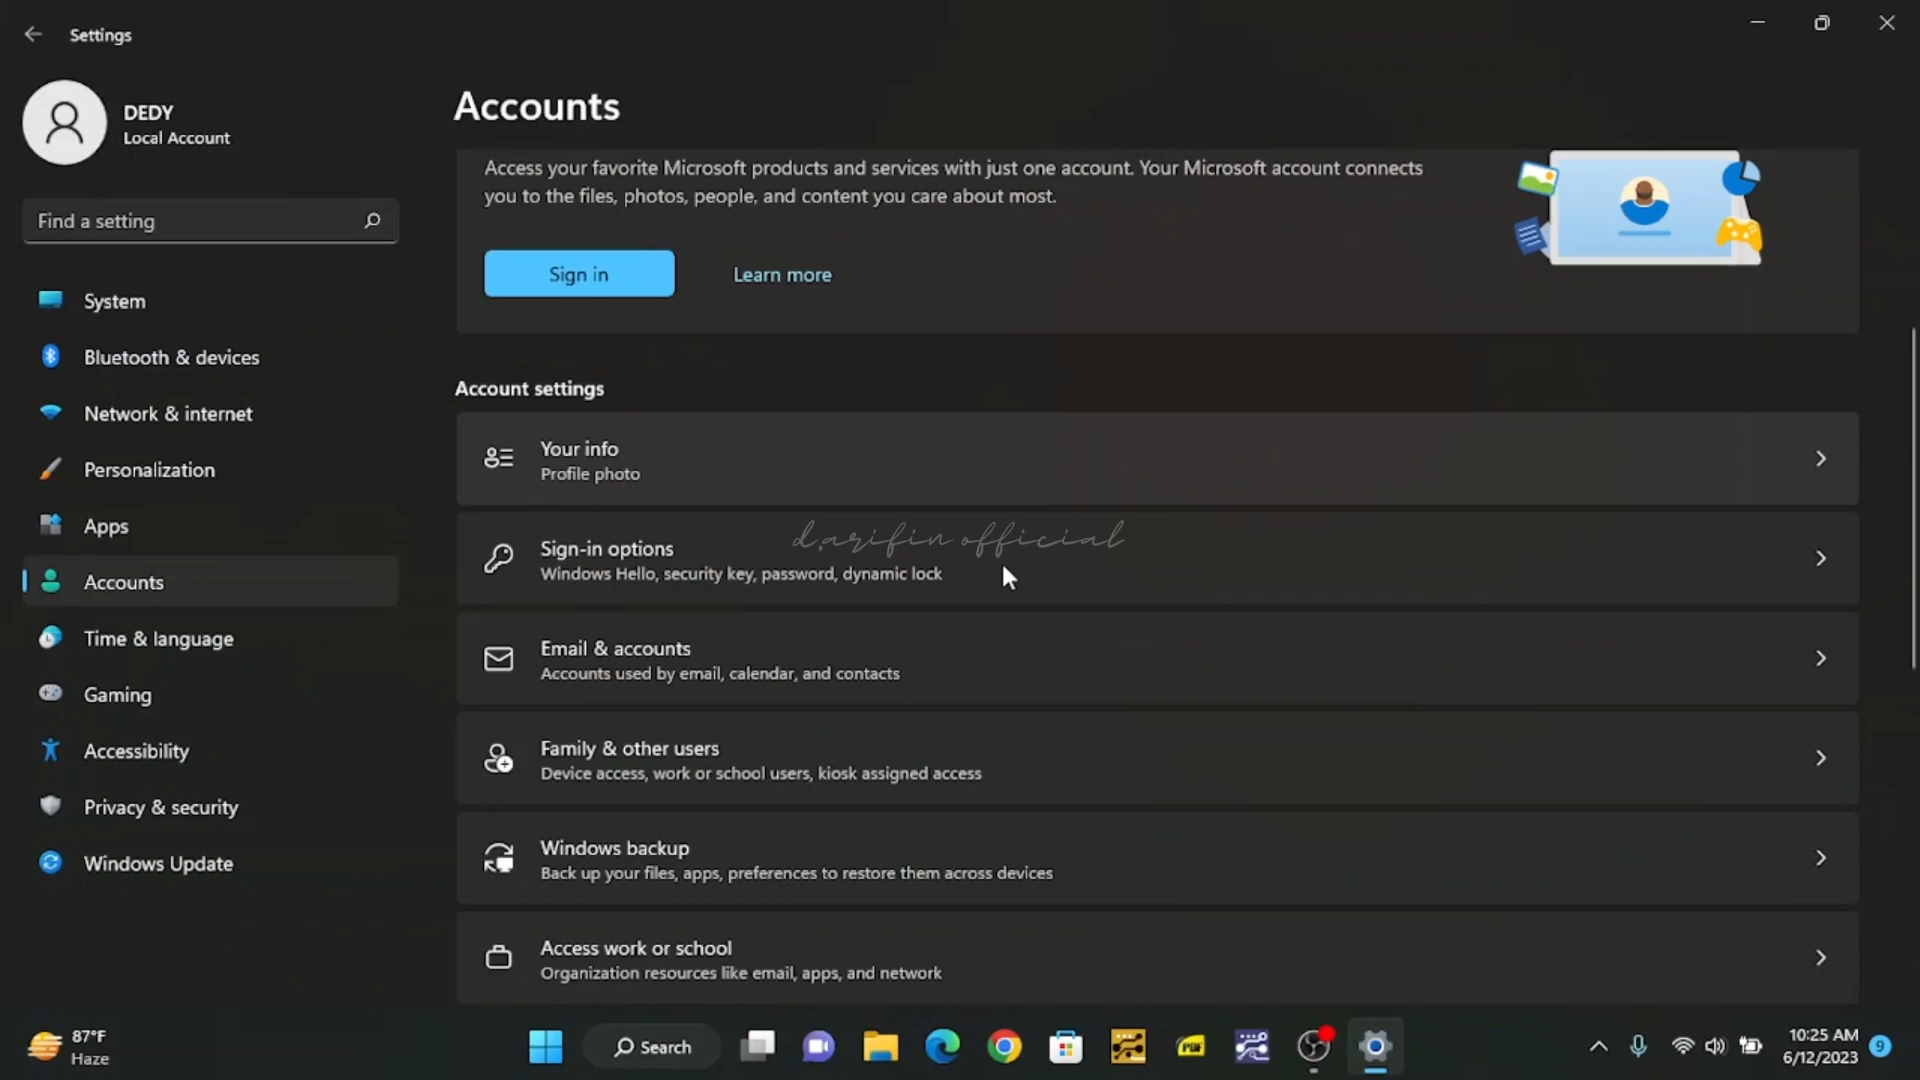 Settings
DEDY
Local Account
Find a setting
System
Bluetooth & devices
Network & internet
Personalization
Apps
Accounts
Time & language
Gaming
Accessibility
Privacy & security
Windows Update
Accounts
Access your favorite Microsoft products and services with just one account. Your Microsoft account connects
you to the files, photos, people, and content you care about most.
Sign in
Learn more
Account settings
Your info
Profile photo
d.arifin official
Sign-in options
Windows Hello, security key, password, dynamic lock
Email & accounts
Accounts used by email, calendar, and contacts
Family & other users
Device access, work or school users, kiosk assigned access
Windows backup
Back up your files, apps, preferences to restore them across devices
Access work or school
Organization resources like email, apps, and network
87°F
Haze
Search
PDF
10:25 AM
6/12/2023
9